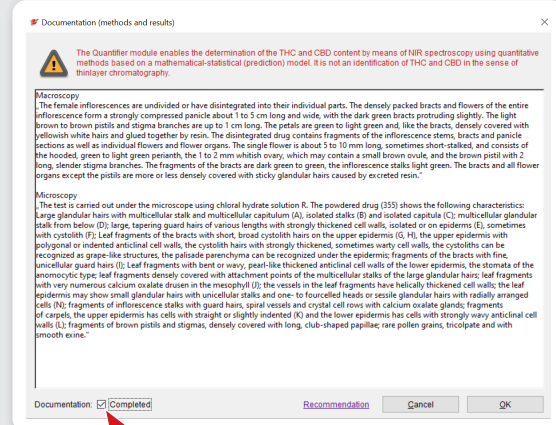 Documentation (methods and results)
The Quantifier module enables the determination of the THC and CBD content by means of NIR spectroscopy using quantitative
methods based on a mathematical-statistical (prediction) model. It is not an identification of THC and CBD in the sense of
thinlayer chromatography.
Macroscopy
„The female inflorescences are undivided or have disintegrated into their individual parts. The densely packed bracts and flowers of the entire
inflorescence form a strongly compressed panicle about 1 to 5 cm long and wide, with the dark green bracts protruding slightly. The light
brown to brown pistils and stigma branches are up to 1 cm long. The petals are green to light green and, like the bracts, densely covered with
yellowish white hairs and glued together by resin. The disintegrated drug contains fragments of the inflorescence stems, bracts and panicle
sections as well as individual flowers and flower organs. The single flower is about 5 to 10 mm long, sometimes short-stalked, and consists of
the hooded, green to light green perianth, the 1 to 2 mm whitish ovary, which may contain a small brown ovule, and the brown pistil with 2
long, slender stigma branches. The fragments of the bracts are dark green to green, the inflorescence stalks light green. The bracts and all flower
organs except the pistils are more or less densely covered with sticky glandular hairs caused by excreted resin.“
Microscopy
„The test is carried out under the microscope using chloral hydrate solution R. The powdered drug (355) shows the following characteristics:
Large glandular hairs with multicellular stalk and multicellular capitulum (A), isolated stalks (B) and isolated capitula (C); multicellular glandular
stalk from below (D); large, tapering guard hairs of various lengths with strongly thickened cell walls, isolated or on epidermis (E), sometimes
with cystolith (F); Leaf fragments of the bracts with short, broad cystolith hairs on the upper epidermis (G, H), the upper epidermis with
polygonal or indented anticlinal cell walls, the cystolith hairs with strongly thickened, sometimes warty cell walls, the cystoliths can be
recognized as grape-like structures, the palisade parenchyma can be recognized under the epidermis; fragments of the bracts with fine,
unicellular guard hairs (I); Leaf fragments with bent or wavy, pearl-like thickened anticlinal cell walls of the lower epidermis, the stomata of the
anomocytic type; leaf fragments densely covered with attachment points of the multicellular stalks of the large glandular hairs; leaf fragments
with very numerous calcium oxalate drusen in the mesophyll (J); the vessels in the leaf fragments have helically thickened cell walls; the leaf
epidermis may show small glandular hairs with unicellular stalks and one- to fourcelled heads or sessile glandular hairs with radially arranged
cells (N); fragments of inflorescence stalks with guard hairs, spiral vessels and crystal cell rows with calcium oxalate glands; fragments
of carpels, the upper epidermis has cells with straight or slightly indented (K) and the lower epidermis has cells with strongly wavy anticlinal cell
walls (L); fragments of brown pistils and stigmas, densely covered with long, club-shaped papillae; rare pollen grains, tricolpate and with
smooth exine.“
Documentation: Completed Recommendation Cancel OK